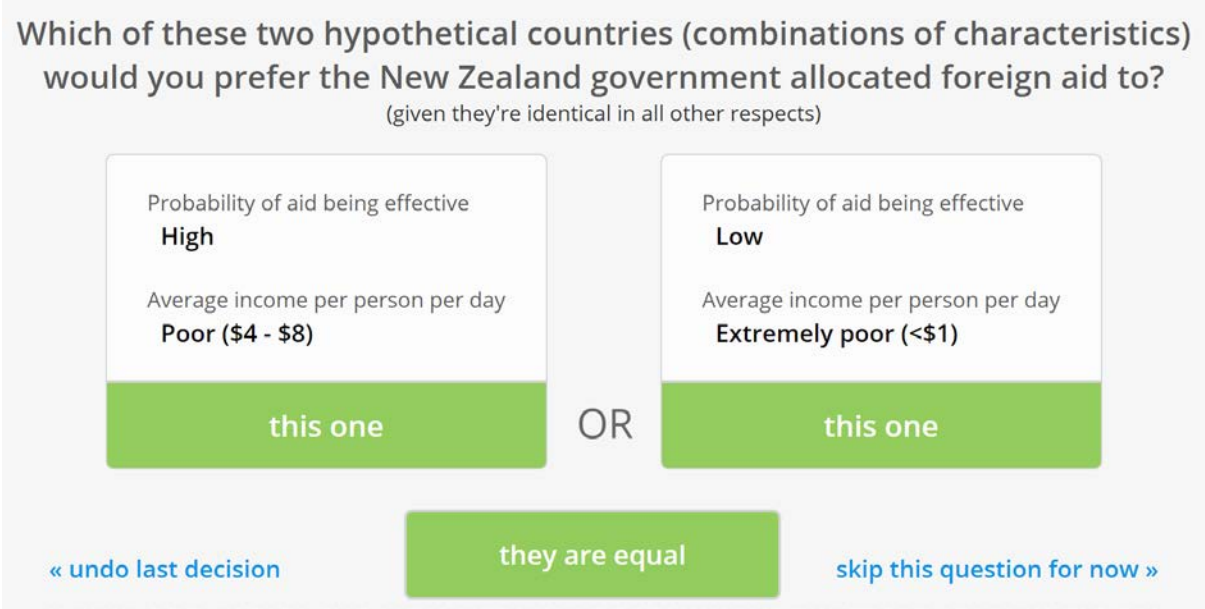 Which of these two hypothetical countries (combinations of characteristics)
would you prefer the New Zealand government allocated foreign aid to?
(given they're identical in all other respects)
Probability of aid being effective
High
Average income per person per day
Poor ($4 - $8)
this one
OR
Probability of aid being effective
Low
Average income per person per day
Extremely poor (<$1)
this one
they are equal
« undo last decision
skip this question for now »